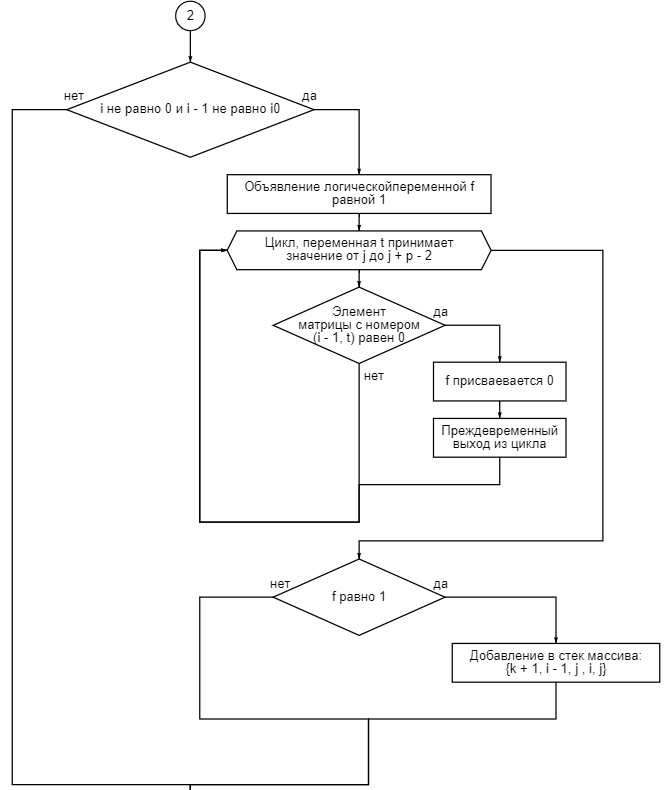 2
нет
да
i не равно 0 и i - 1 не равно i0
Объявление логическойпеременной f
равной 1
Цикл, переменная t принимает
значение от j до j + p - 2
Элемент
матрицы с номером
(i - 1, t) равен 0
да
нет
f присваевается 0
Преждевременный
выход из цикла
нет
да
f равно 1
Добавление в стек массива:
{k + 1, i - 1, j , i, j}